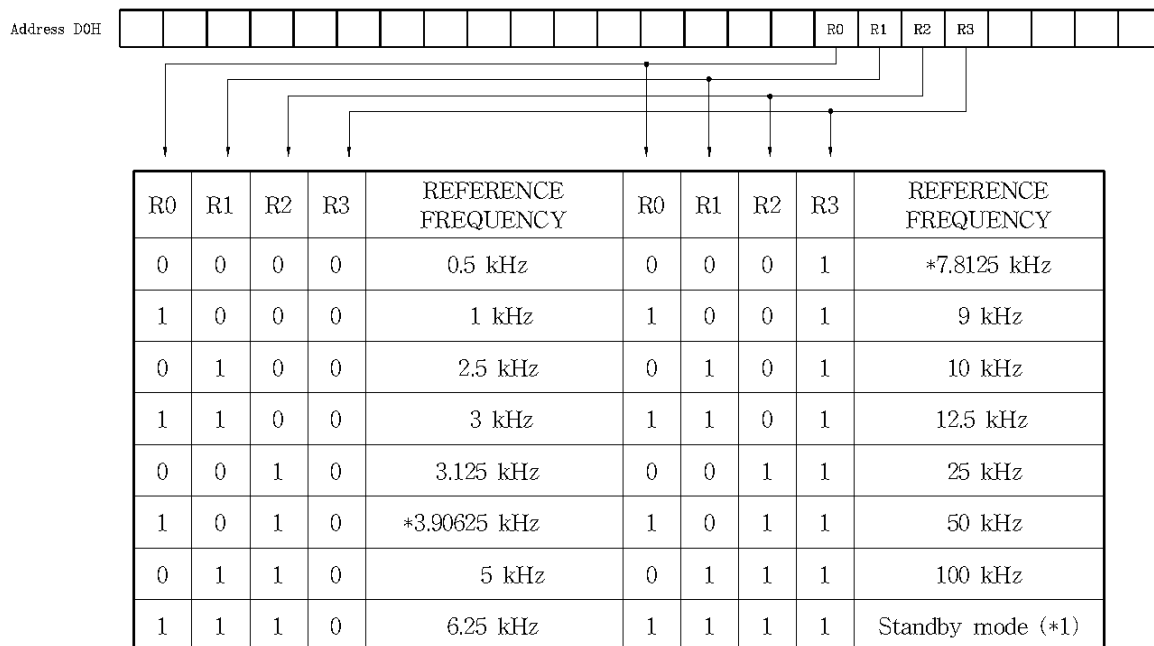 Address D0H R0 R1 R2 R3
R0 R1 R2 R3 REFERENCE FREQUENCY R0 R1 R2 R3 REFERENCE FREQUENCY
0 0 0 0 0.5 kHz 0 0 0 1 *7.8125 kHz
1 0 0 0 1 kHz 1 0 0 1 9 kHz
0 1 0 0 2.5 kHz 0 1 0 1 10 kHz
1 1 0 0 3 kHz 1 1 0 1 12.5 kHz
0 0 1 0 3.125 kHz 0 0 1 1 25 kHz
1 0 1 0 *3.90625 kHz 1 0 1 1 50 kHz
0 1 1 0 5 kHz 0 1 1 1 100 kHz
1 1 1 0 6.25 kHz 1 1 1 1 Standby mode (*1)